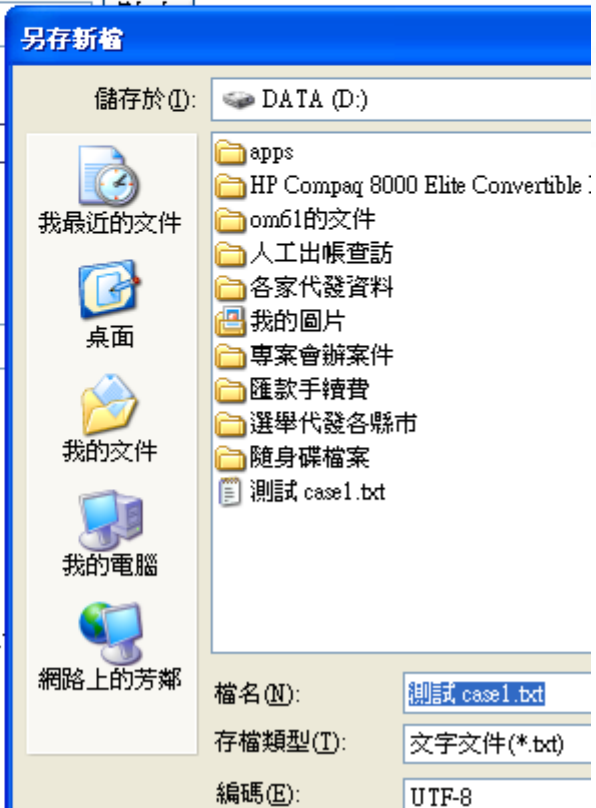 另存新檔
儲存於(I):
DATA (D:)
我最近的文件
桌面
我的文件
我的電腦
網路上的芳鄰
apps
HP Compaq 8000 Elite Convertible
om61的文件
人工出帳查訪
各家代發資料
我的圖片
專案會辦案件
匯款手續費
選舉代發各縣市
隨身碟檔案
測試 case1.txt
檔名(N):
測試 case1.txt
存檔類型(T):
文字文件(*.txt)
編碼(E):
UTF-8